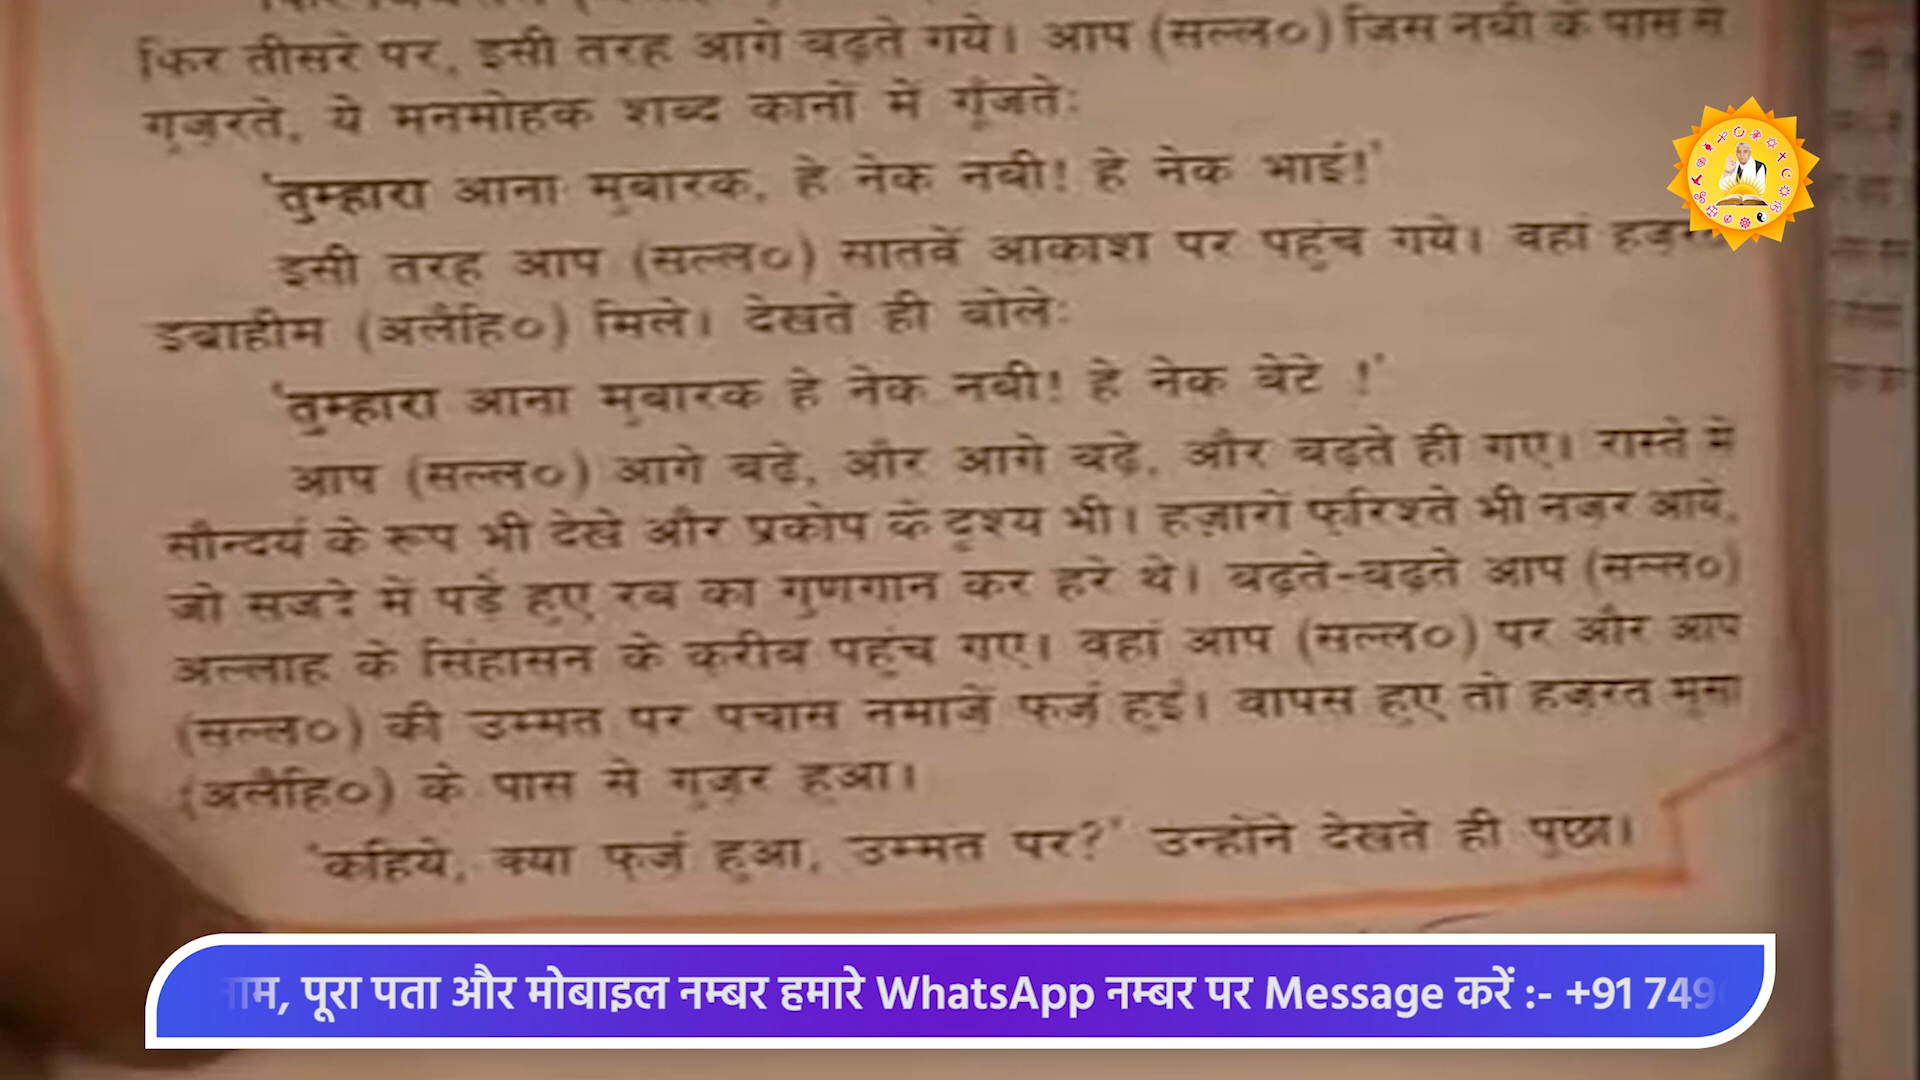 फिर तीसरे पर, इसी तरह आगे बढ़ते गये। आप (सल्ल०) जिस नबी के पास से
गुज़रते, ये मनमोहक शब्द कानों में गूँजते:
'तुम्हारा आना मुबारक, हे नेक नबी! हे नेक भाई!'
इसी तरह आप (सल्ल०) सातवें आकाश पर पहुंच गये। वहां
इब्राहीम (अलैहि०) मिले। देखते ही बोले:
'तुम्हारा आना मुबारक हे नेक नबी! हे नेक बेटे !'
आप (सल्ल०) आगे बढ़े, और आगे बढ़े, और बढ़ते ही गए। रास्ते में
सौन्दर्य के रूप भी देखे और प्रकोप के दृश्य भी। हज़ारों फ़रिश्ते भी नज़र आये,
जो सजदे में पड़े हुए रब का गुणगान कर हरे थे। बढ़ते-बढ़ते आप (सल्ल०)
अल्लाह के सिंहासन के क़रीब पहुंच गए। वहां आप (सल्ल०) पर और आप
(सल्ल०) की उम्मत पर पचास नमाज़ें फ़र्ज़ हुईं। वापस हुए तो हज़रत मूसा
(अलैहि०) के पास से गुज़र हुआ।
'कहिये, क्या फ़र्ज़ हुआ, उम्मत पर?' उन्होंने देखते ही पुछा।
पूरा पता और मोबाइल नम्बर हमारे WhatsApp नम्बर पर Message करें :- +91 749